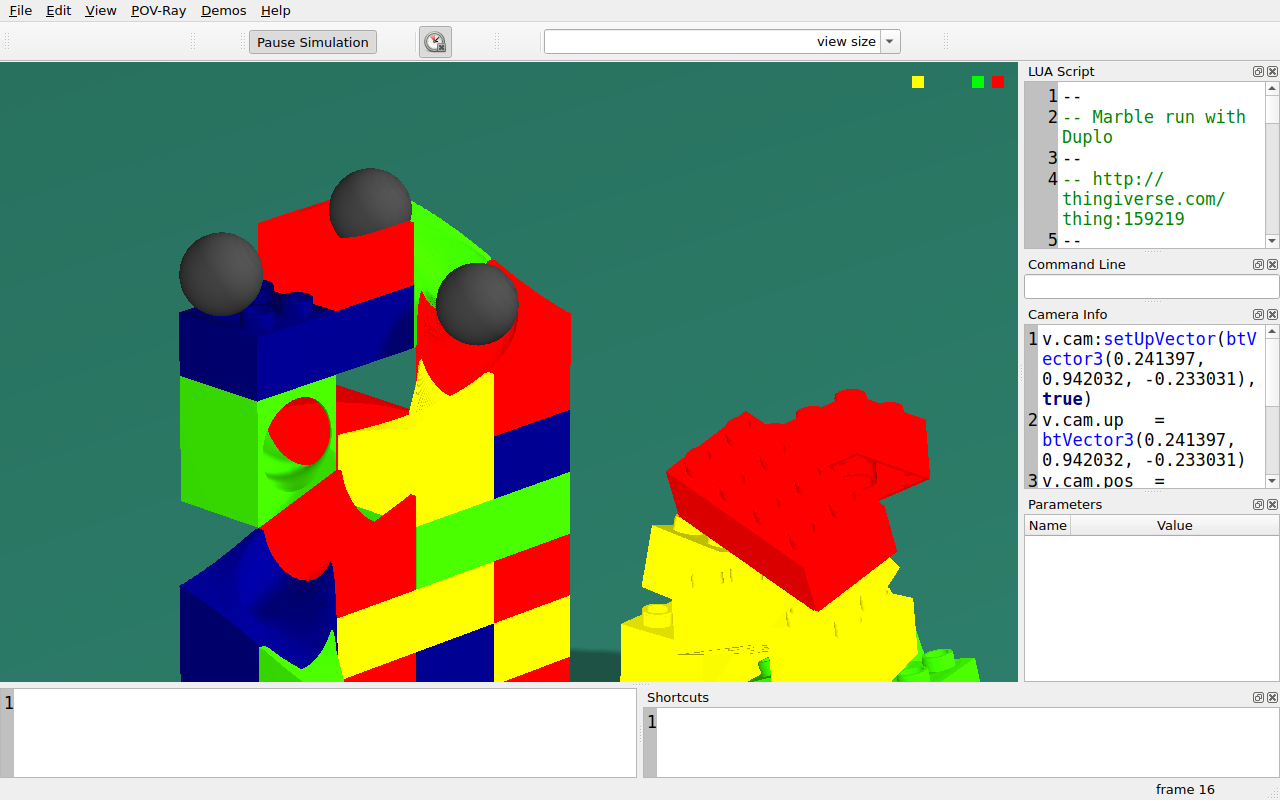 File Edit View POV-Ray Demos Help
Pause Simulation
view size
LUA Script
1 --
2 -- Marble run with
Duplo
3 --
4 -- http://
thingiverse.com/
thing:159219
5 --
Command Line
Camera Info
1 v.cam:setUpVector(btV
ector3(0.241397,
0.942032, -0.233031),
true)
2 v.cam.up   =
btVector3(0.241397,
0.942032, -0.233031)
3 v.cam.pos  =
Parameters
Name Value
1
Shortcuts
1
frame 16